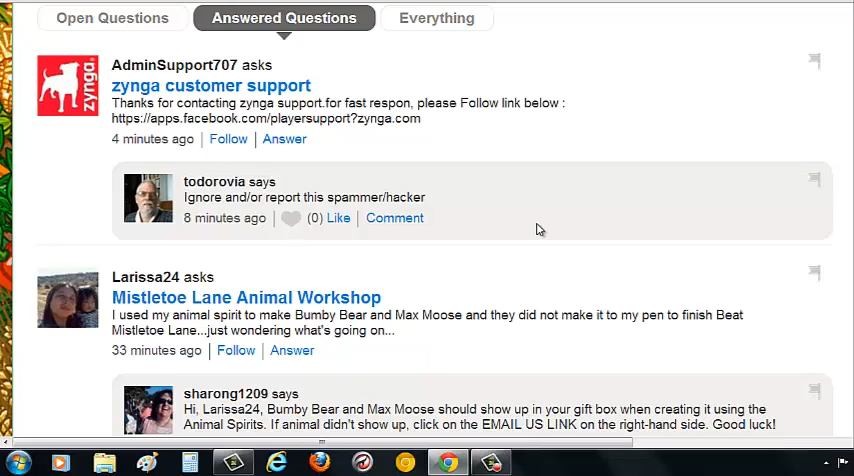 Open Questions
Answered Questions
Everything
zynga
AdminSupport707 asks
zynga customer support
Thanks for contacting zynga support.for fast respon, please Follow link below :
https://apps.facebook.com/playersupport?zynga.com
4 minutes ago | Follow | Answer
todorovia says
Ignore and/or report this spammer/hacker
8 minutes ago | (0) Like | Comment
Larissa24 asks
Mistletoe Lane Animal Workshop
I used my animal spirit to make Bumby Bear and Max Moose and they did not make it to my pen to finish Beat
Mistletoe Lane...just wondering what's going on...
33 minutes ago | Follow | Answer
sharong1209 says
Hi, Larissa24, Bumby Bear and Max Moose should show up in your gift box when creating it using the
Animal Spirits. If animal didn't show up, click on the EMAIL US LINK on the right-hand side. Good luck!